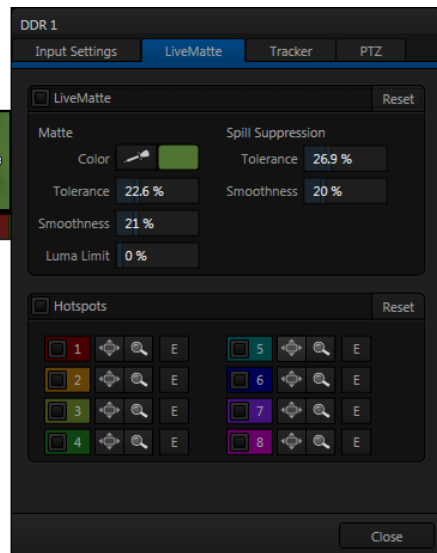 DDR 1
Input Settings LiveMatte Tracker PTZ
LiveMatte Reset
Matte Spill Suppression
Color Tolerance 26.9 %
Tolerance 22.6 % Smoothness 20 %
Smoothness 21 %
Luma Limit 0 %
Hotspots Reset
1 E 5 E
2 E 6 E
3 E 7 E
4 E 8 E
Close